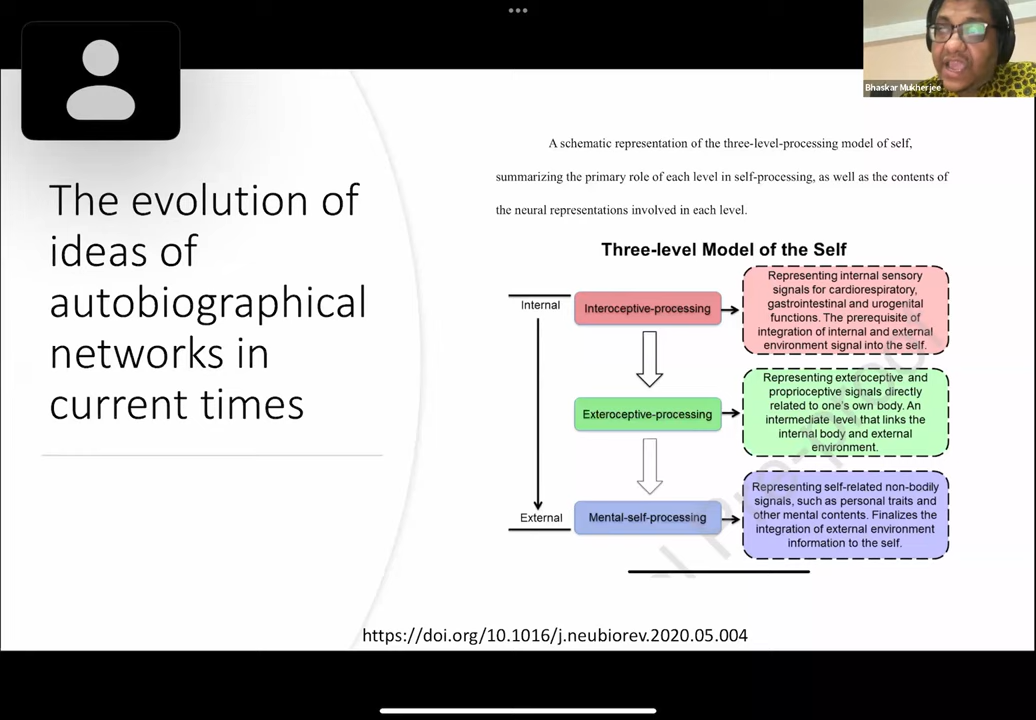 Bhaskar Mukherjee
The evolution of
ideas of
autobiographical
networks in
current times
A schematic representation of the three-level-processing model of self,
summarizing the primary role of each level in self-processing, as well as the contents of
the neural representations involved in each level.
Three-level Model of the Self
Internal
Interoceptive-processing
Representing internal sensory
signals for cardiorespiratory,
gastrointestinal and urogenital
functions. The prerequisite of
integration of internal and external
environment signal into the self.
Exteroceptive-processing
Representing exteroceptive and
proprioceptive signals directly
related to one's own body. An
intermediate level that links the
internal body and external
environment.
External
Mental-self-processing
Representing self-related non-bodily
signals, such as personal traits and
other mental contents. Finalizes the
integration of external environment
information to the self.
https://doi.org/10.1016/j.neubiorev.2020.05.004